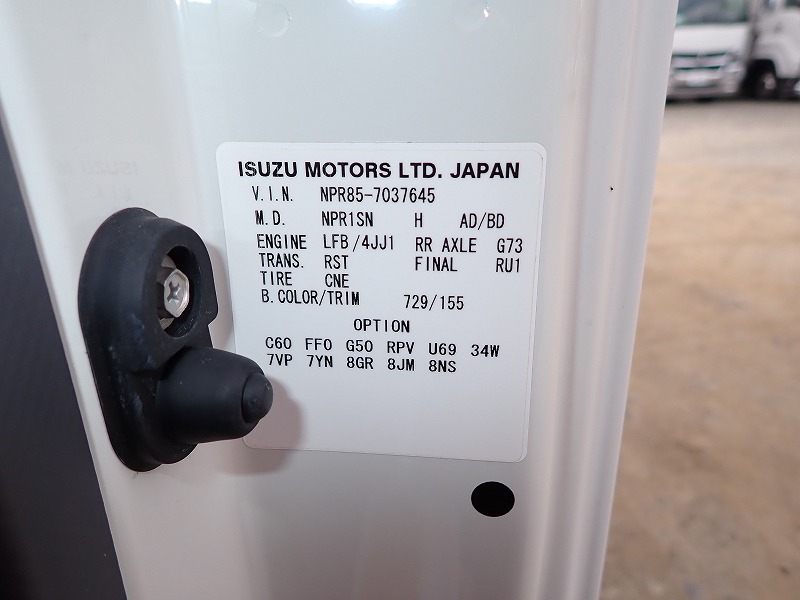 ISUZU MOTORS LTD. JAPAN
V.I.N. NPR85-7037645
M.D. NPR1SN H AD/BD
ENGINE LFB/4JJ1 RR AXLE G73
TRANS. RST FINAL RU1
TIRE CNE
B.COLOR/TRIM 729/155
OPTION
C60 FF0 G50 RPV U69 34W
7VP 7YN 8GR 8JM 8NS